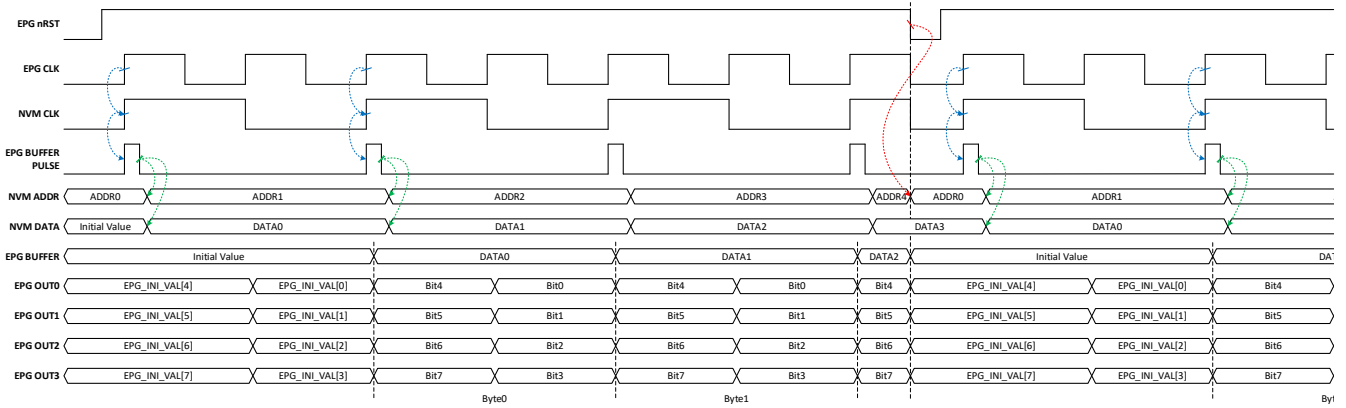 EPG nRST
EPG CLK
NVM CLK
EPG BUFFER
PULSE
NVM ADDR ADDR0 ADDR1 ADDR2 ADDR3 ADDR4 ADDR0 ADDR1
NVM DATA Initial Value DATA0 DATA1 DATA2 DATA3 DATA0
EPG BUFFER Initial Value DATA0 DATA1 DATA2 Initial Value DAT
EPG OUT0 EPG_INI_VAL[4] EPG_INI_VAL[0] Bit4 Bit0 Bit4 Bit0 Bit4 EPG_INI_VAL[4] EPG_INI_VAL[0] Bit4
EPG OUT1 EPG_INI_VAL[5] EPG_INI_VAL[1] Bit5 Bit1 Bit5 Bit1 Bit5 EPG_INI_VAL[5] EPG_INI_VAL[1] Bit5
EPG OUT2 EPG_INI_VAL[6] EPG_INI_VAL[2] Bit6 Bit2 Bit6 Bit2 Bit6 EPG_INI_VAL[6] EPG_INI_VAL[2] Bit6
EPG OUT3 EPG_INI_VAL[7] EPG_INI_VAL[3] Bit7 Bit3 Bit7 Bit3 Bit7 EPG_INI_VAL[7] EPG_INI_VAL[3] Bit7
Byte0 Byte1 Byt